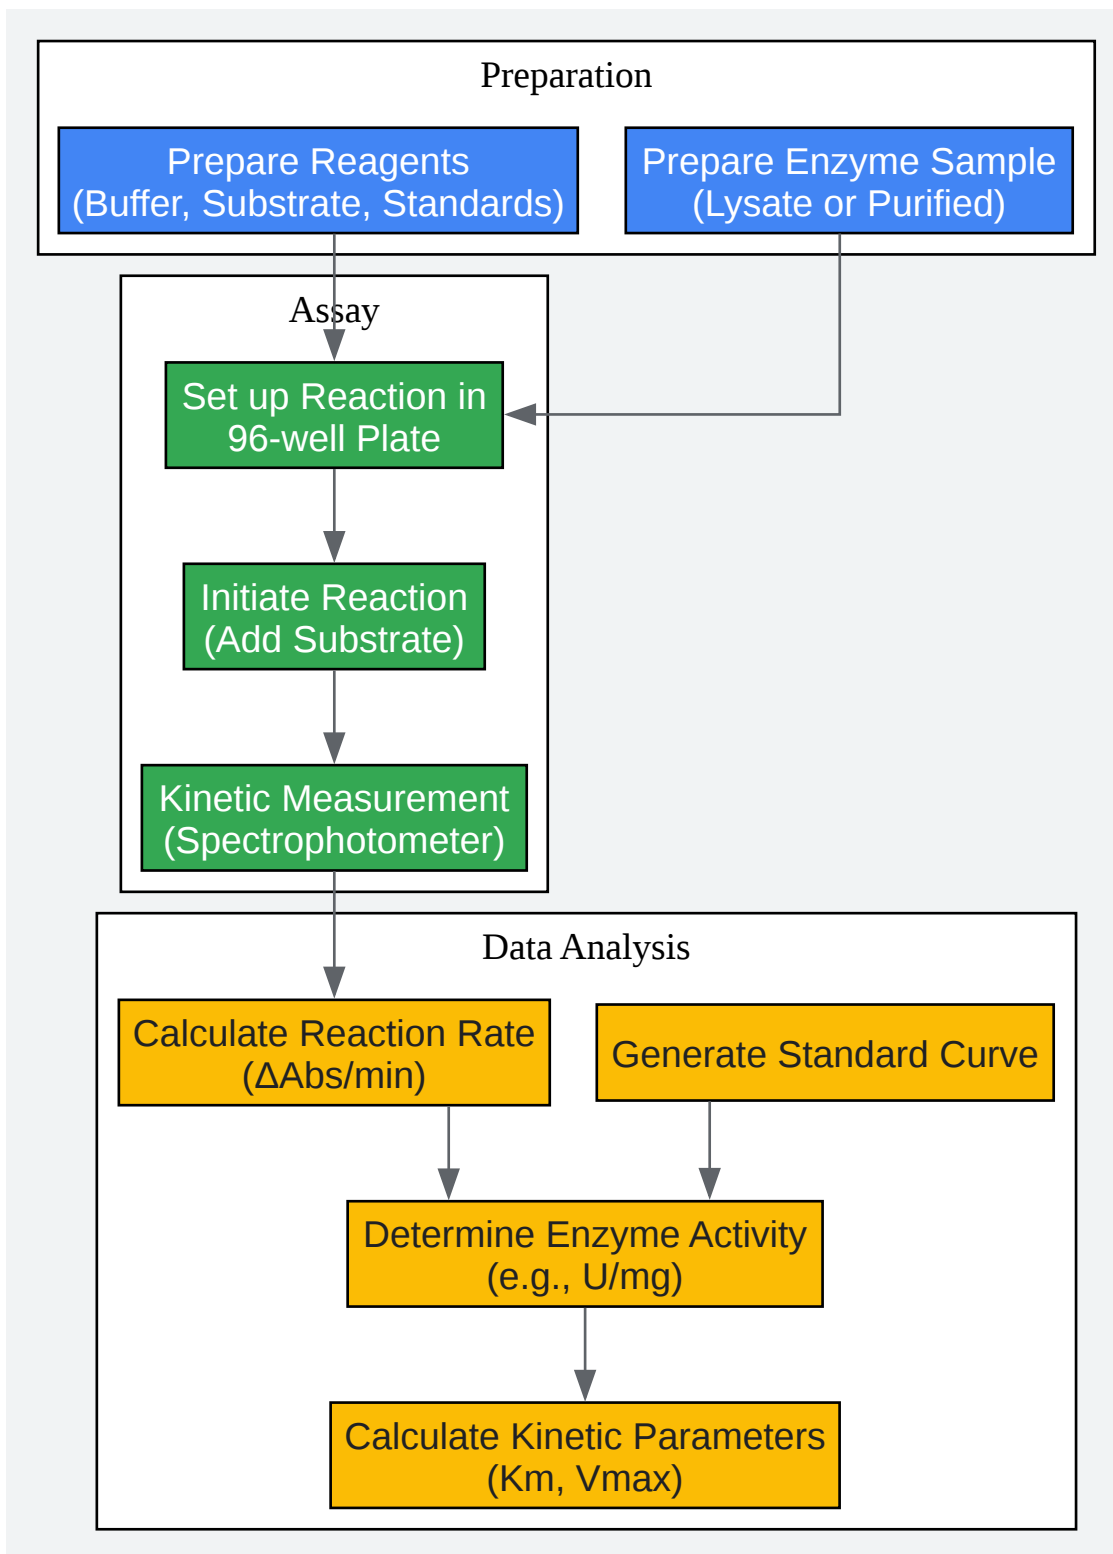 Preparation
Prepare Reagents
(Buffer, Substrate, Standards)
Prepare Enzyme Sample
(Lysate or Purified)
Assay
Set up Reaction in
96-well Plate
Initiate Reaction
(Add Substrate)
Kinetic Measurement
(Spectrophotometer)
Data Analysis
Calculate Reaction Rate
(ΔAbs/min)
Generate Standard Curve
Determine Enzyme Activity
(e.g., U/mg)
Calculate Kinetic Parameters
(Km, Vmax)